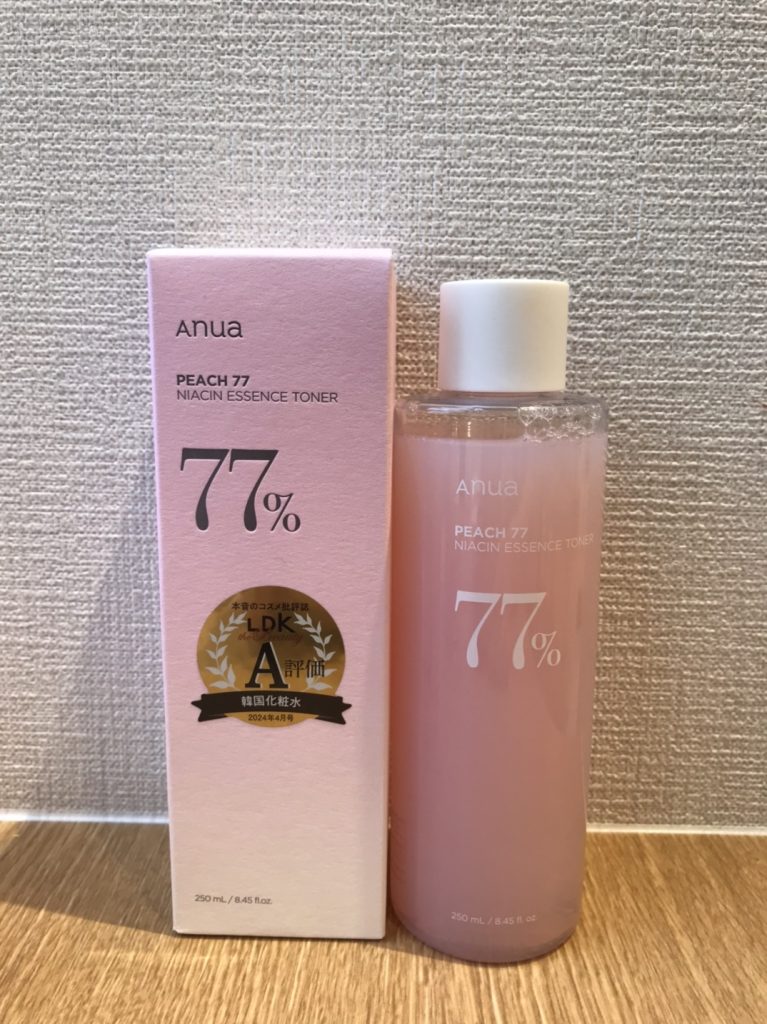 Anua
PEACH 77
NIACIN ESSENCE TONER
77%
本音のコスメ批評誌
LDK
the Beauty
A評価
韓国化粧水
2024年4月号
250 mL / 8.45 fl.oz.
Anua
PEACH 77
NIACIN ESSENCE TONER
77%
250 mL / 8.45 fl. oz.